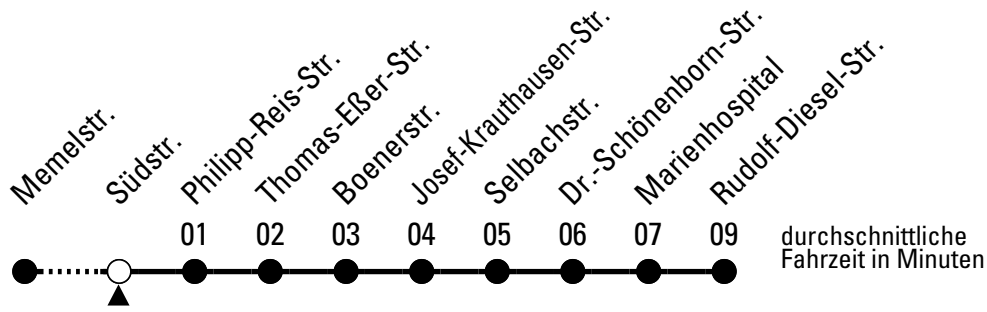 Memelstr.
Südstr.
Philipp-Reis-Str.
Thomas-Eßer-Str.
Boenerstr.
Josef-Krauthausen-Str.
Selbachstr.
Dr.-Schönenborn-Str.
Marienhospital
Rudolf-Diesel-Str.
01 02 03 04 05 06 07 09
durchschnittliche
Fahrzeit in Minuten